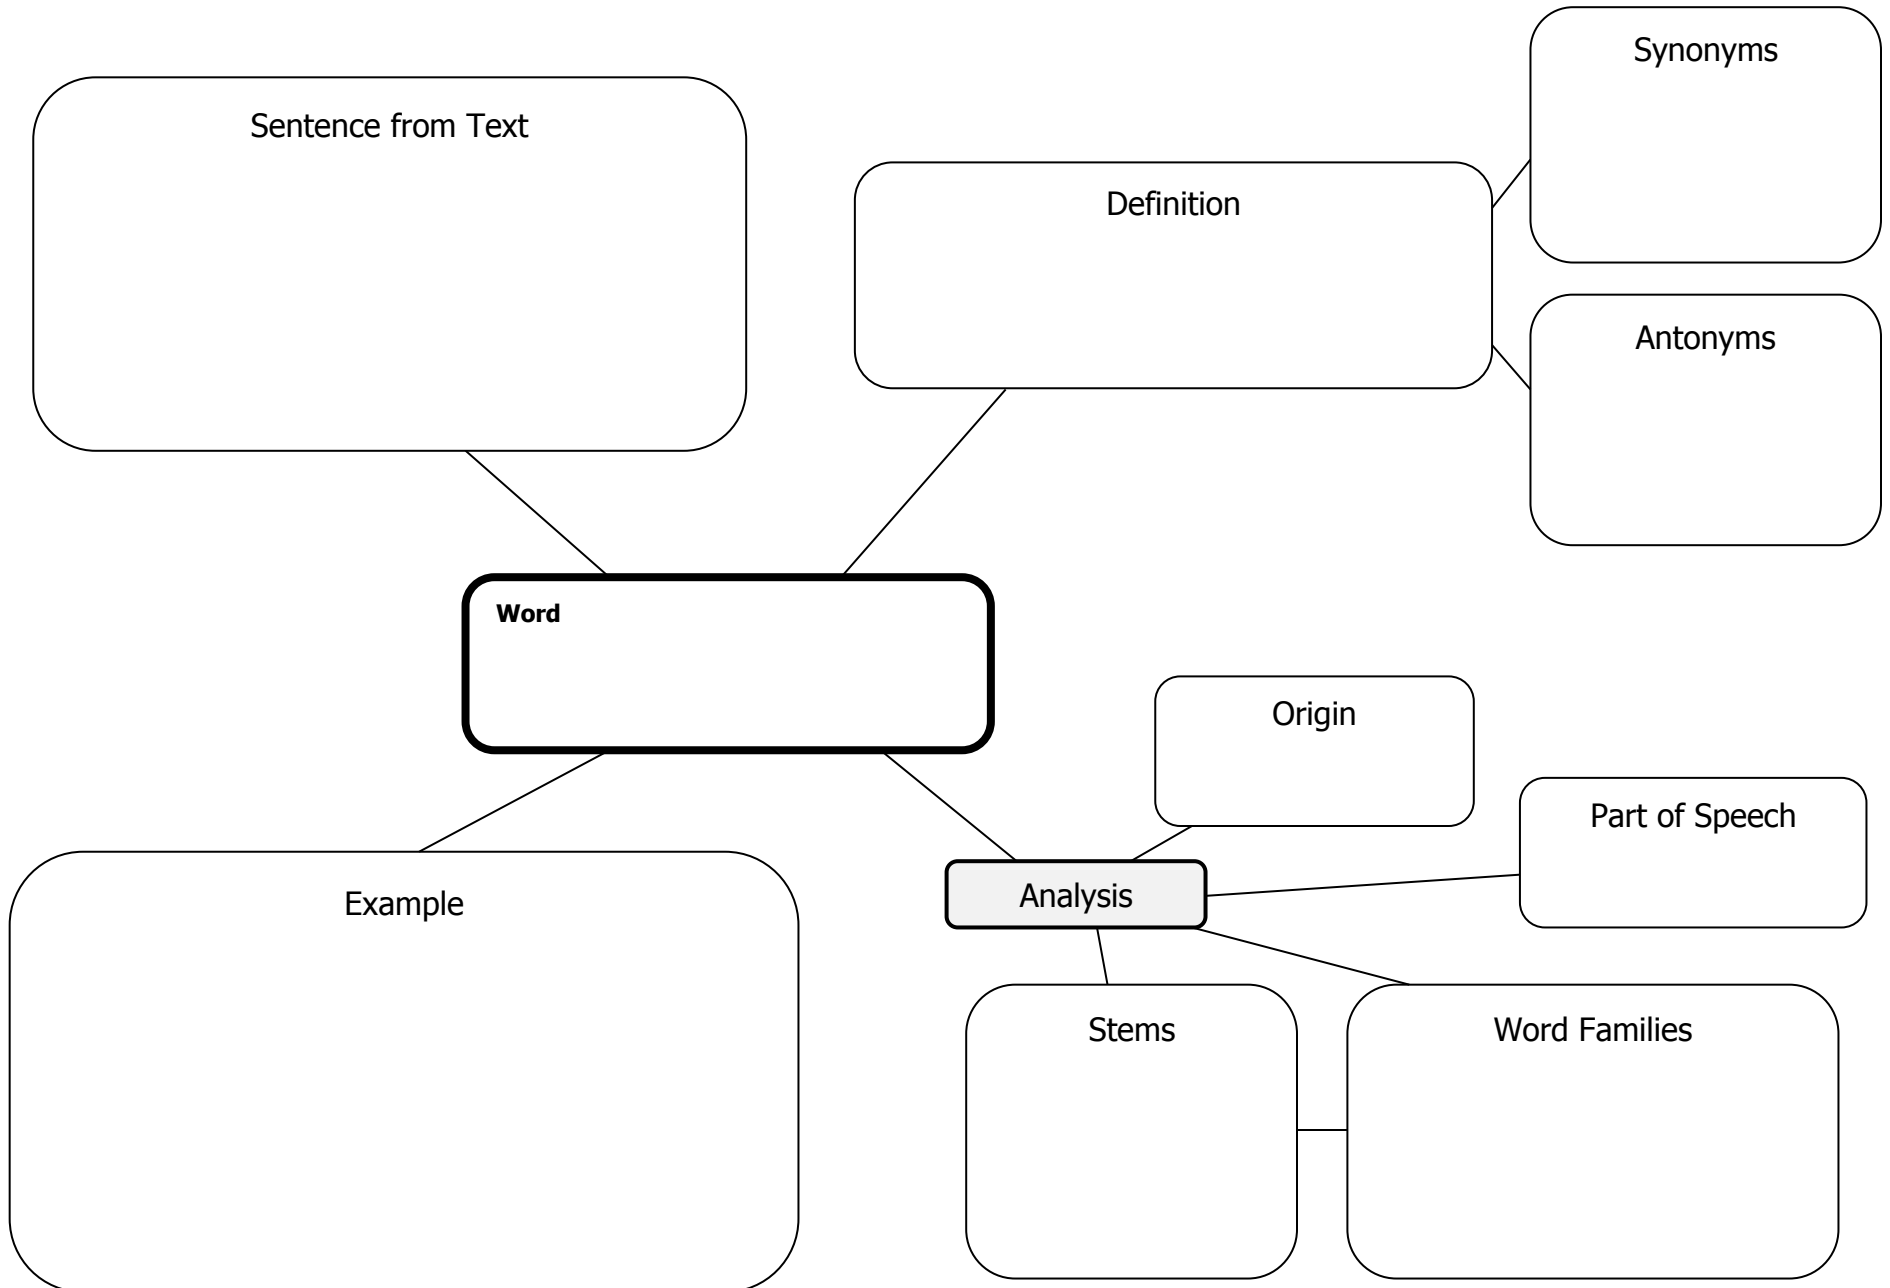 Synonyms
Sentence from Text
Definition
Antonyms
Word
Origin
Part of Speech
Analysis
Example
Stems
Word Families